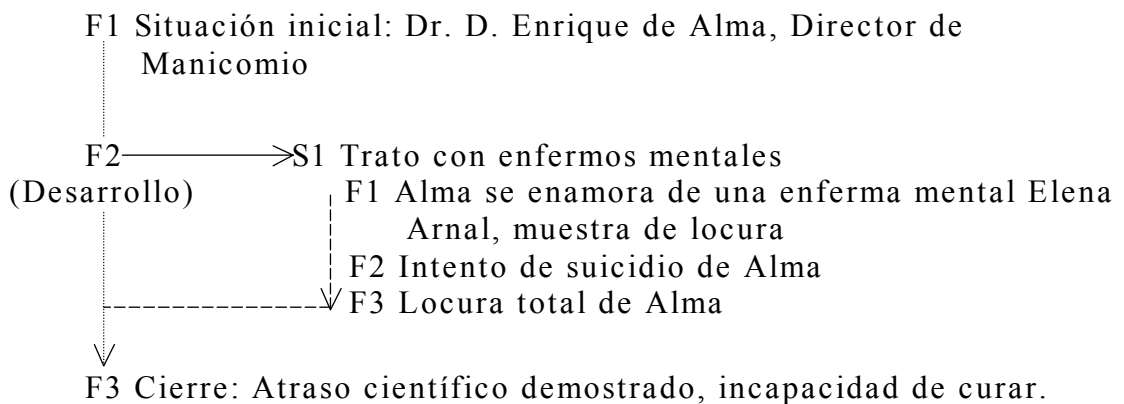 F1 Situación inicial: Dr. D. Enrique de Alma, Director de
Manicomio
F2 S1 Trato con enfermos mentales
(Desarrollo) F1 Alma se enamora de una enferma mental Elena
Arnal, muestra de locura
F2 Intento de suicidio de Alma
F3 Locura total de Alma
F3 Cierre: Atraso científico demostrado, incapacidad de curar.